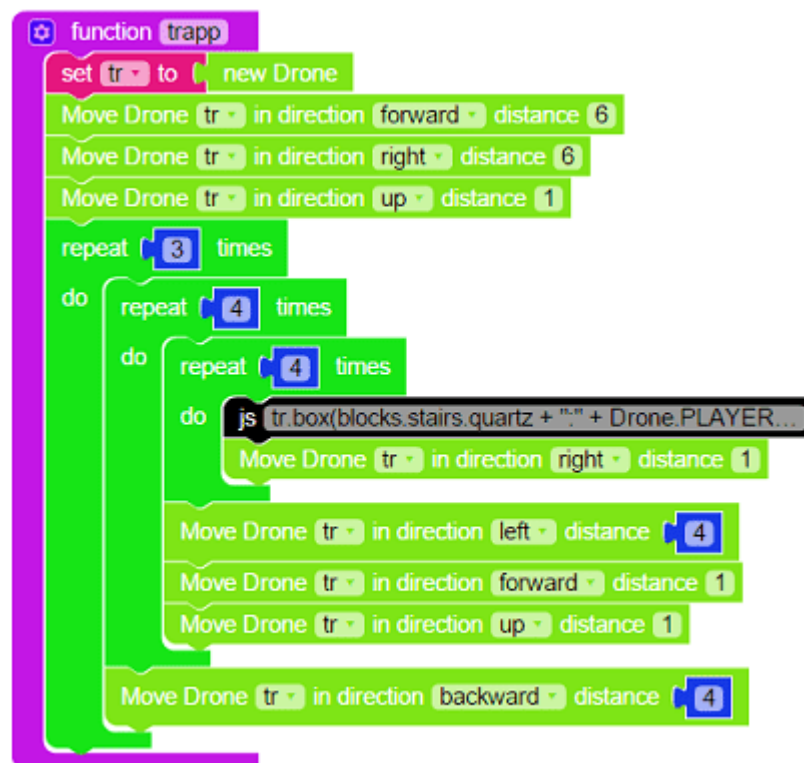 function trapp
set tr to new Drone
Move Drone tr in direction forward distance 6
Move Drone tr in direction right distance 6
Move Drone tr in direction up distance 1
repeat 3 times
do repeat 4 times
do repeat 4 times
do js tr.box(blocks.stairs.quartz + ":" + Drone.PLAYER...
Move Drone tr in direction right distance 1
Move Drone tr in direction left distance 4
Move Drone tr in direction forward distance 1
Move Drone tr in direction up distance 1
Move Drone tr in direction backward distance 4